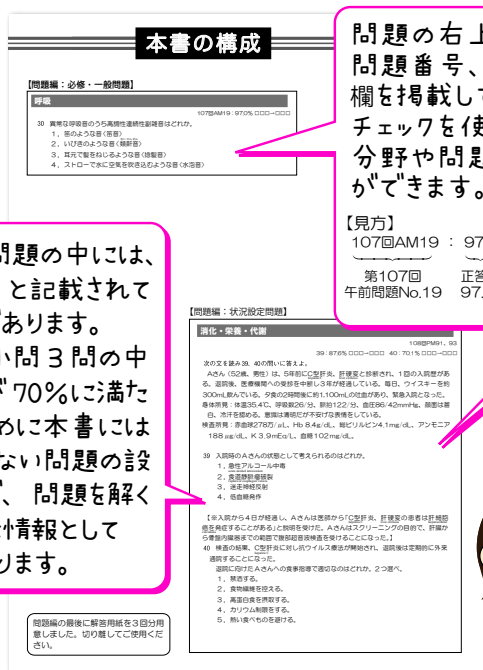 本書の構成
【問題編：必修・一般問題】
呼吸
107回AM19：97.0% □□□→□□□
30　異常な呼吸音のうち高調性連続性副雑音はどれか。
1．笛のような音〈笛音〉
2．いびきのような音〈類鼾音〉
3．耳元で髪をねじるような音〈捻髪音〉
4．ストローで水に空気を吹き込むような音〈水泡音〉
問題の右上
問題番号、
欄を掲載して
チェックを使
分野や問題
ができます。
【見方】
107回AM19 ： 97
第107回　正答
午前問題No.19　97.
問題の中には、
と記載されて
があります。
小問3問の中
が70％に満た
めに本書には
ない問題の設
、問題を解く
情報として
ります。
【問題編：状況設定問題】
消化・栄養・代謝
108回PM91、93
39：87.6% □□□→□□□　40：70.1% □□□→□□□
次の文を読み39、40の問いに答えよ。
Aさん（52歳、男性）は、5年前にC型肝炎、肝硬変と診断され、1回の入院歴があ
る。退院後、医療機関への受診を中断し3年が経過している。毎日、ウイスキーを約
300mL飲んでいる。夕食の2時間後に約1,100mLの吐血があり、緊急入院となった。
身体所見：体温35.4℃、呼吸数26/分、脈拍122/分、血圧86/42mmHg、顔面は蒼
白、冷汗を認める。意識は清明だが不安げな表情をしている。
検査所見：赤血球278万/μL、Hb 8.4g/dL、総ビリルビン4.1mg/dL、アンモニア
188μg/dL、K 3.9mEq/L、血糖102mg/dL。
39　入院時のAさんの状態として考えられるのはどれか。
1．急性アルコール中毒
2．食道静脈瘤破裂
3．迷走神経反射
4．低血糖発作
【※入院から4日が経過し、Aさんは医師から「C型肝炎、肝硬変の患者は肝細胞
癌を発症することがある」と説明を受けた。Aさんはスクリーニングの目的で、肝臓か
ら骨盤内臓器までの範囲で腹部超音波検査を受けることになった。】
40　検査の結果、C型肝炎に対し抗ウイルス療法が開始され、退院後は定期的に外来
通院することになった。
退院に向けたAさんへの食事指導で適切なのはどれか。2つ選べ。
1．禁酒する。
2．食物繊維を控える。
3．高蛋白食を摂取する。
4．カリウム制限をする。
5．熱い食べものを避ける。
問題編の最後に解答用紙を3回分用
意しました。切り離してご使用くだ
さい。